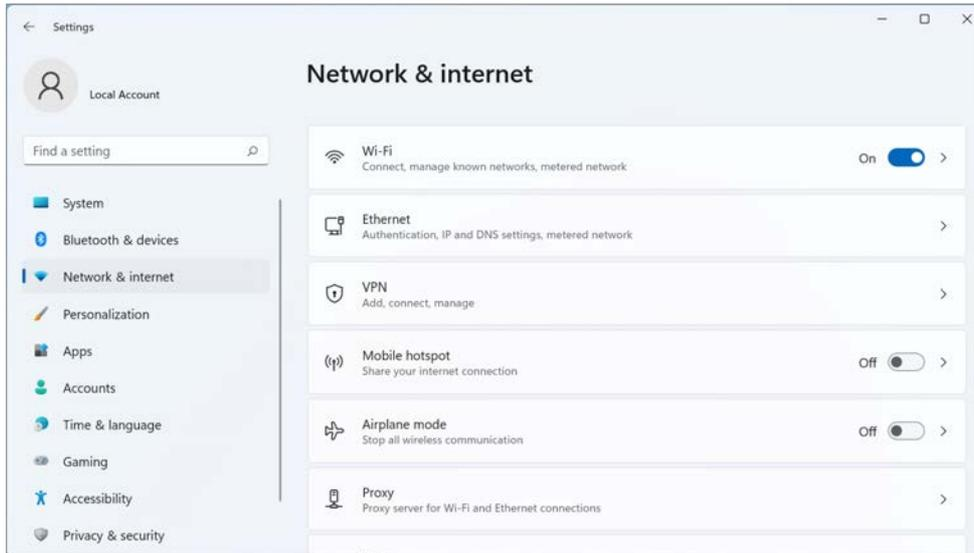 Settings
Local Account
Find a setting
System
Bluetooth & devices
Network & internet
Personalization
Apps
Accounts
Time & language
Gaming
Accessibility
Privacy & security
Network & internet
Wi-Fi
Connect, manage known networks, metered network
On
Ethernet
Authentication, IP and DNS settings, metered network
VPN
Add, connect, manage
Mobile hotspot
Share your internet connection
Off
Airplane mode
Stop all wireless communication
Off
Proxy
Proxy server for Wi-Fi and Ethernet connections